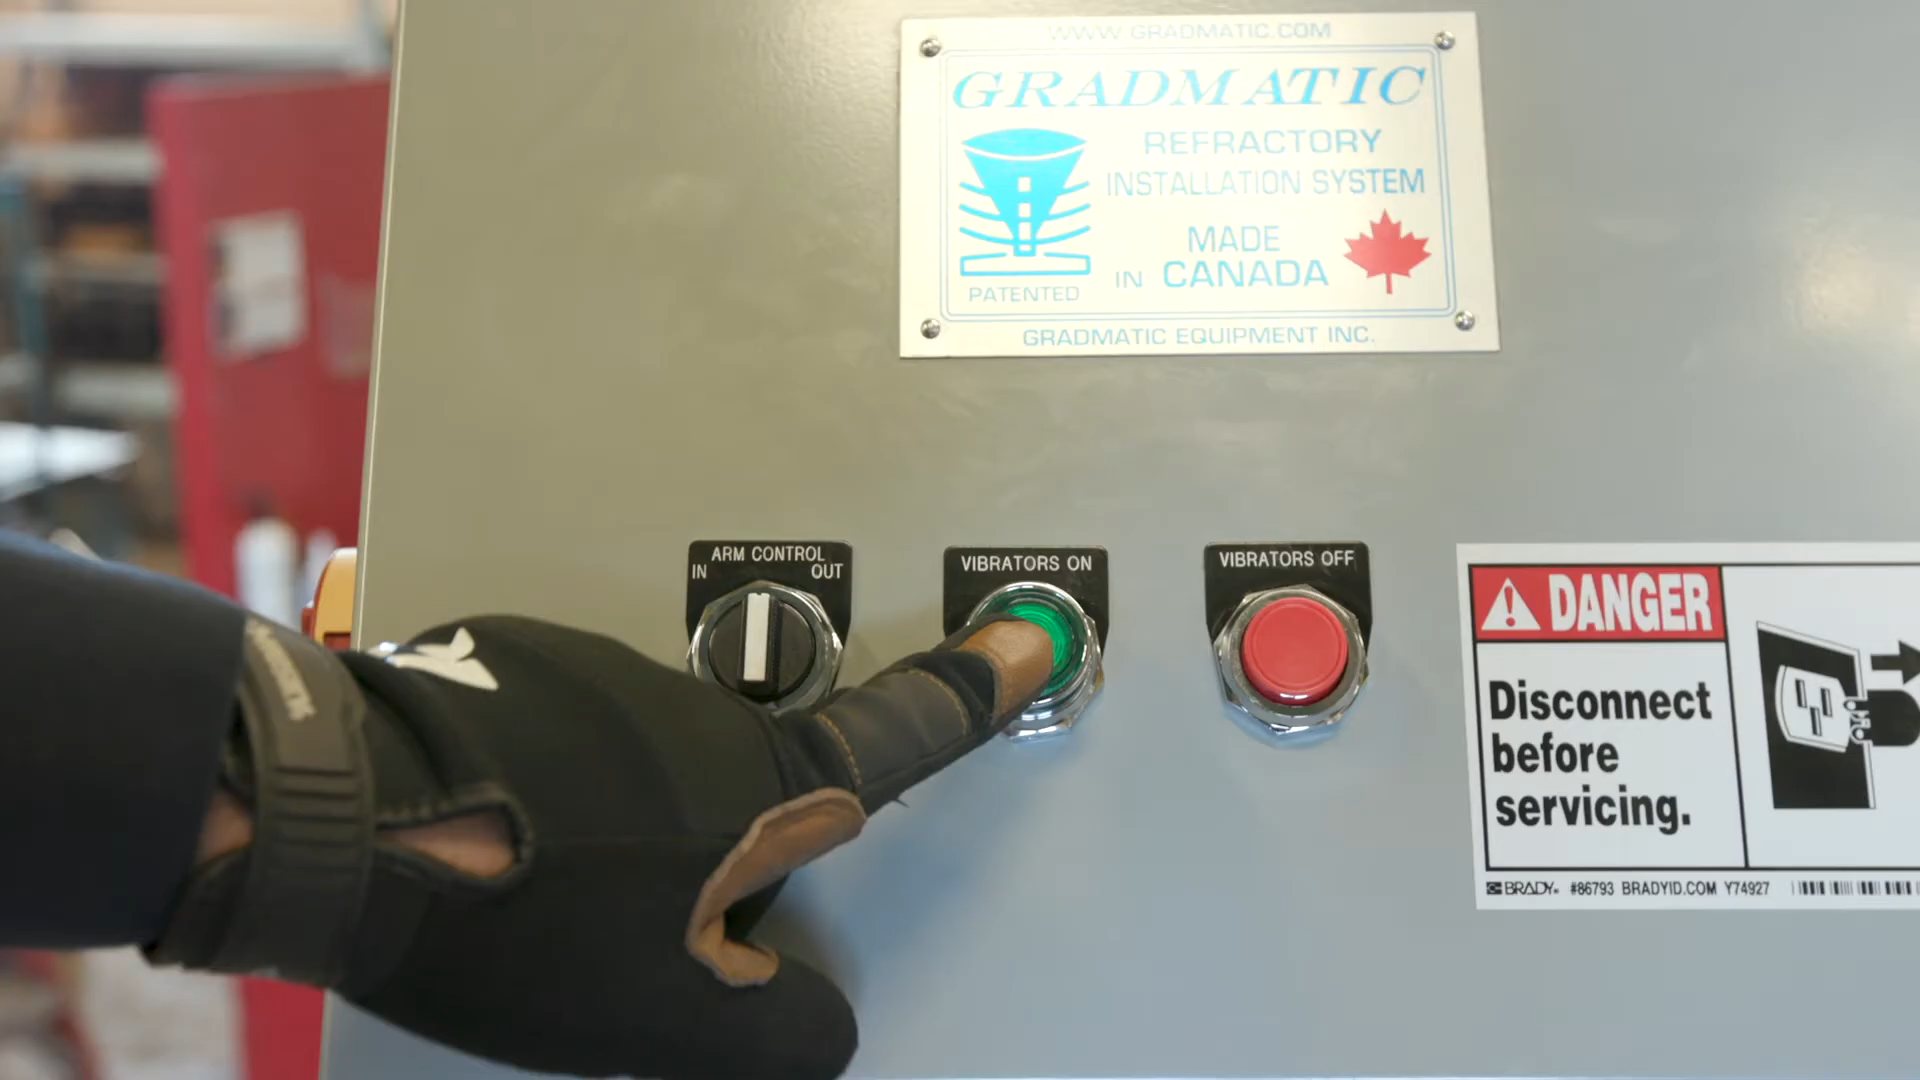 WWW.GRADMATIC.COM
GRADMATIC
REFRACTORY
INSTALLATION SYSTEM
MADE
IN CANADA
PATENTED
GRADMATIC EQUIPMENT INC.
ARM CONTROL
IN OUT
VIBRATORS ON
VIBRATORS OFF
DANGER
Disconnect
before
servicing.
BRADY #86793 BRADYID.COM Y74927